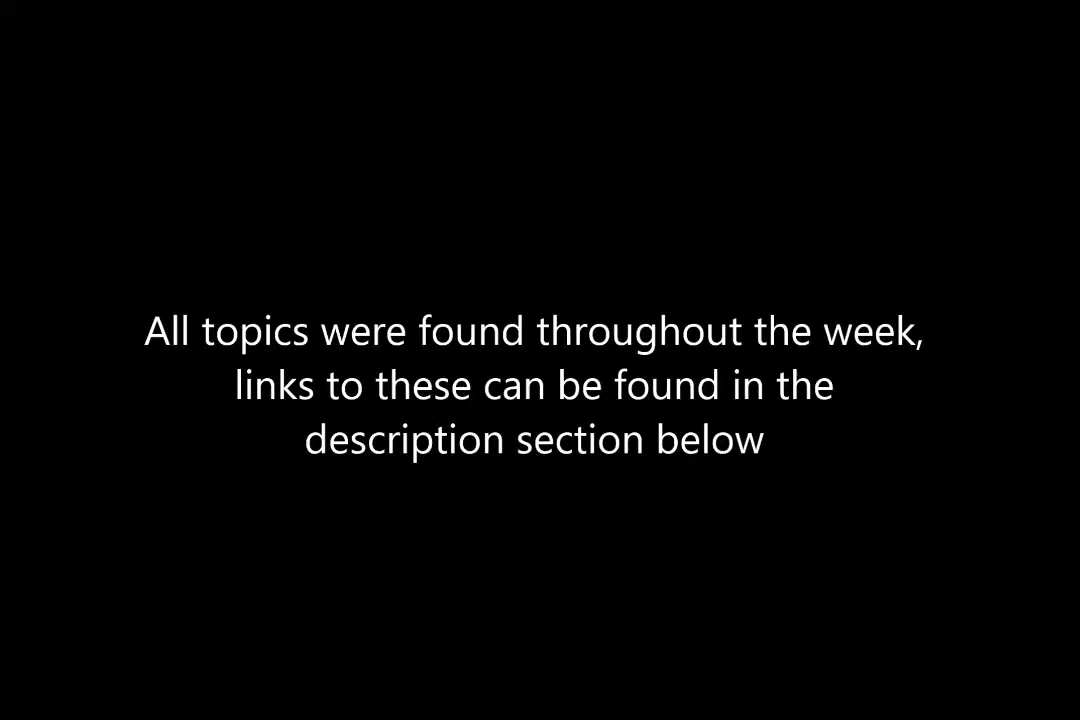 All topics were found throughout the week,
links to these can be found in the
description section below